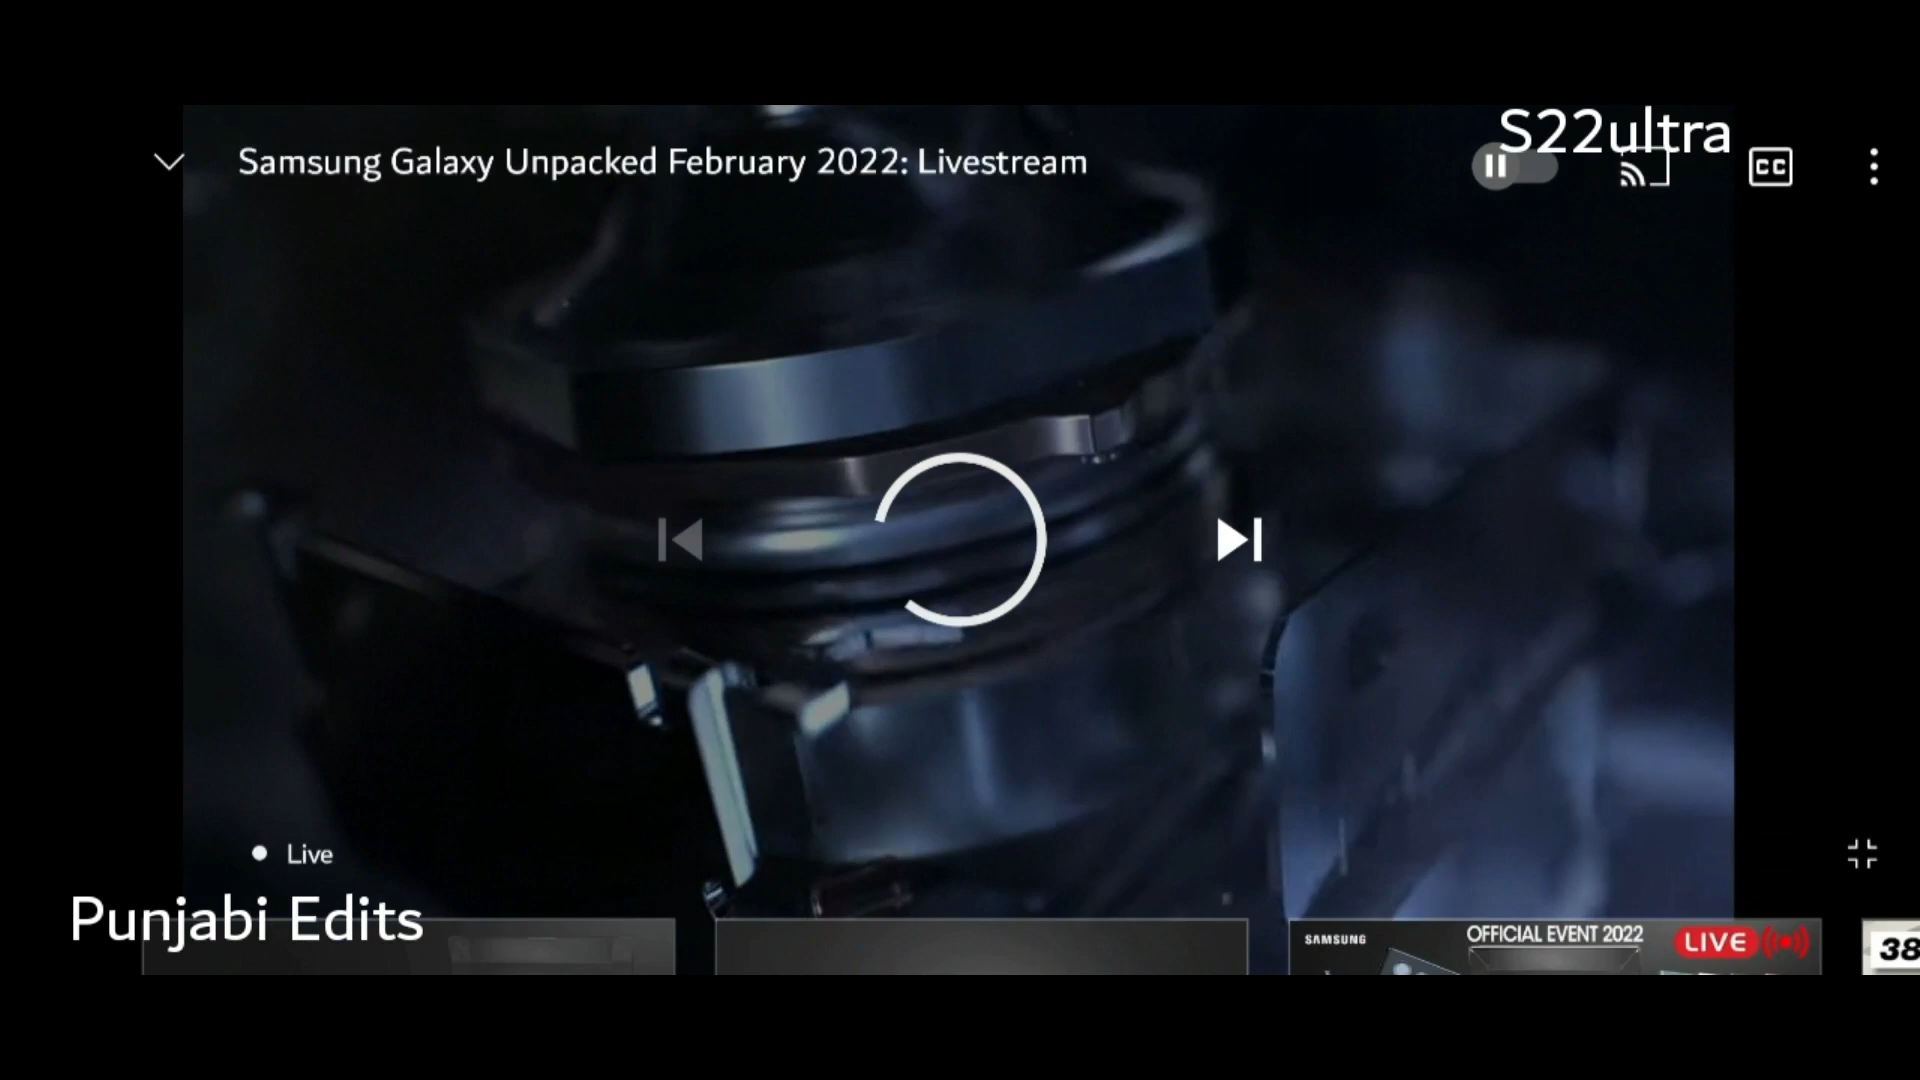 S22ultra
Samsung Galaxy Unpacked February 2022: Livestream
CC
Live
Punjabi Edits
SAMSUNG
OFFICIAL EVENT 2022
LIVE
38